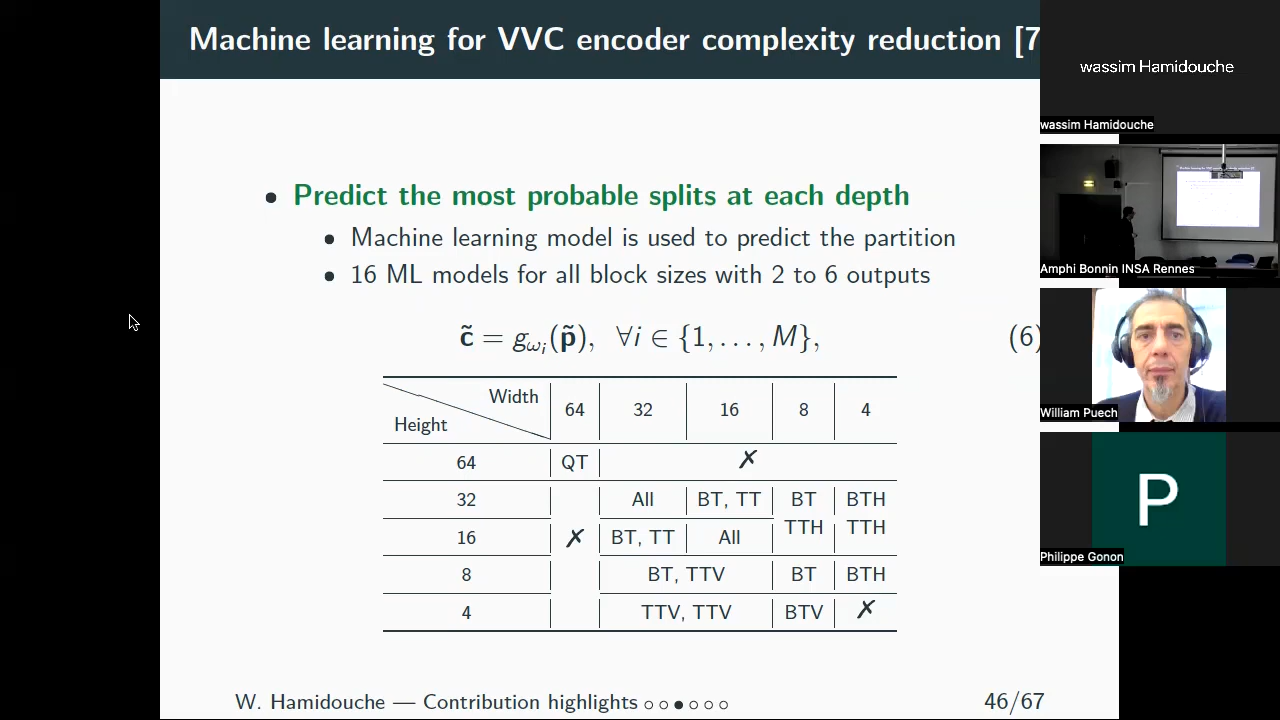 Machine learning for VVC encoder complexity reduction [7
• Predict the most probable splits at each depth
• Machine learning model is used to predict the partition
• 16 ML models for all block sizes with 2 to 6 outputs
c̃ = g_{ω_i}(p̃), ∀i ∈ {1, . . . , M}, (6)
Width
Height
64 32 16 8 4
64 QT ✗
32 All BT, TT BT BTH
TTH TTH
16 ✗ BT, TT All
8 BT, TTV BT BTH
4 TTV, TTV BTV ✗
W. Hamidouche — Contribution highlights
46/67
wassim Hamidouche
wassim Hamidouche
Amphi Bonnin INSA Rennes
William Puech
P
Philippe Gonon